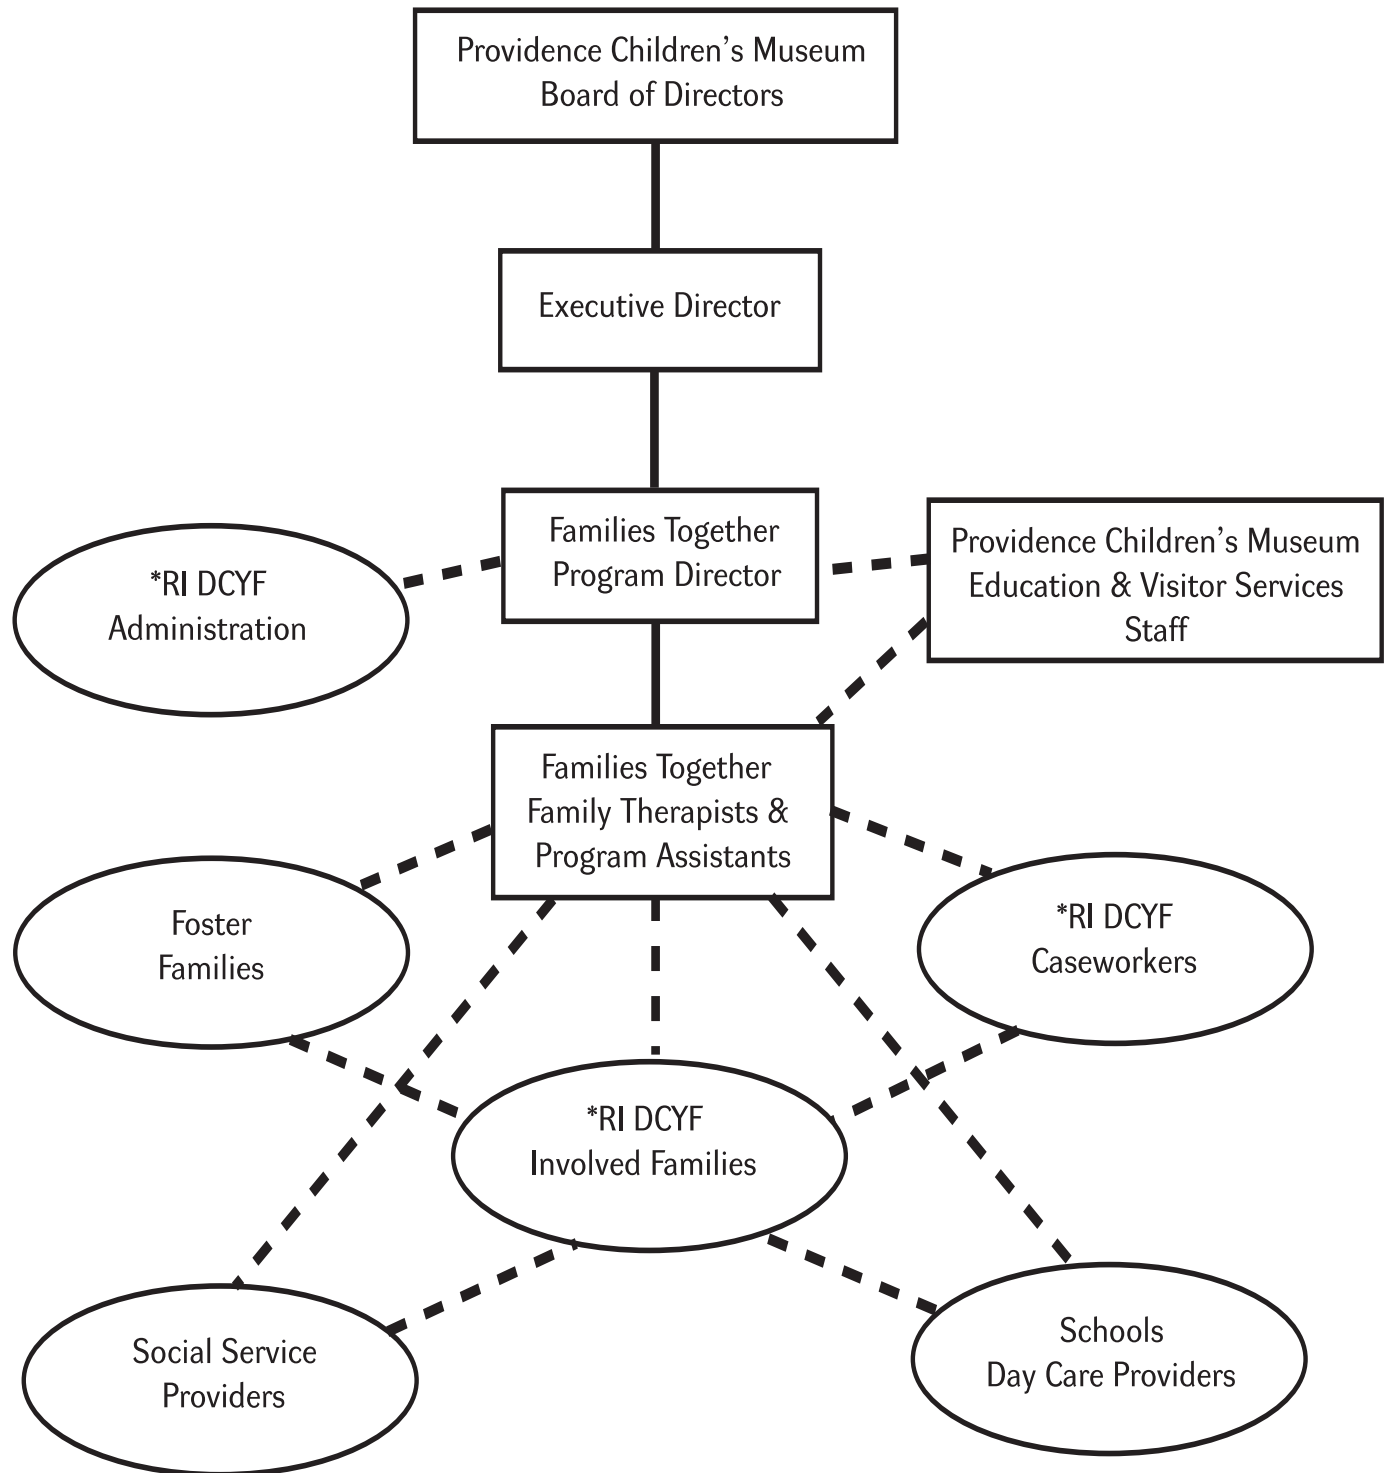 Providence Children's Museum
Board of Directors
Executive Director
Families Together
Program Director
*RI DCYF
Administration
Providence Children's Museum
Education & Visitor Services
Staff
Families Together
Family Therapists &
Program Assistants
Foster
Families
*RI DCYF
Caseworkers
*RI DCYF
Involved Families
Social Service
Providers
Schools
Day Care Providers